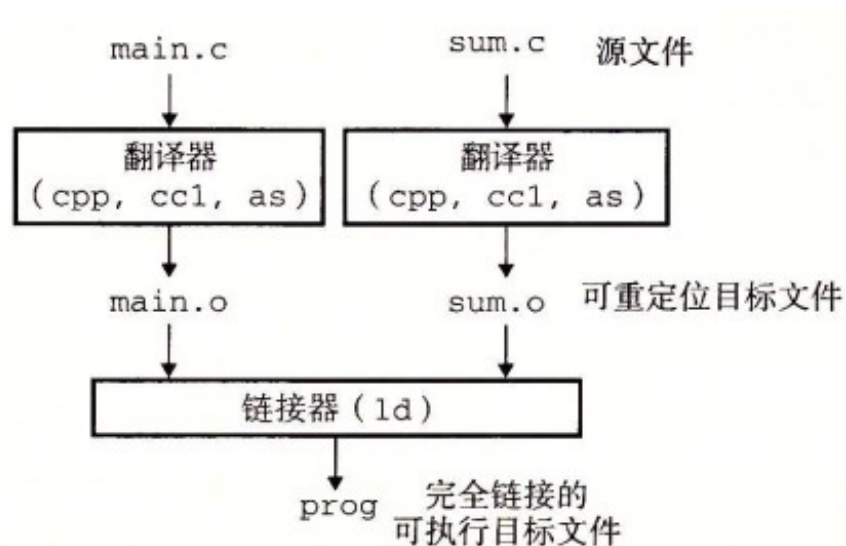 main.c sum.c 源文件
翻译器 翻译器
(cpp, cc1, as) (cpp, cc1, as)
main.o sum.o 可重定位目标文件
链接器(ld)
prog 完全链接的
可执行目标文件